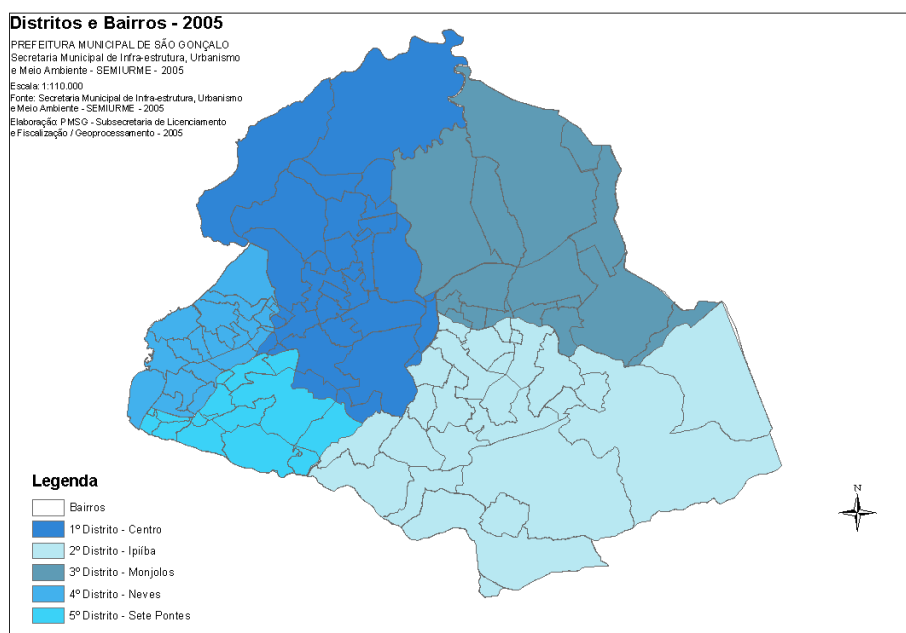 Distritos e Bairros - 2005
PREFEITURA MUNICIPAL DE SÃO GONÇALO
Secretaria Municipal de Infra-estrutura, Urbanismo
e Meio Ambiente - SEMIURME - 2005
Escala: 1:110.000
Fonte: Secretaria Municipal de Infra-estrutura, Urbanismo
e Meio Ambiente - SEMIURME - 2005
Elaboração: PMSG - Subsecretaria de Licenciamento
e Fiscalização / Geoprocessamento - 2005
Legenda
Bairros
1º Distrito - Centro
2º Distrito - Ipiíba
3º Distrito - Monjolos
4º Distrito - Neves
5º Distrito - Sete Pontes
N